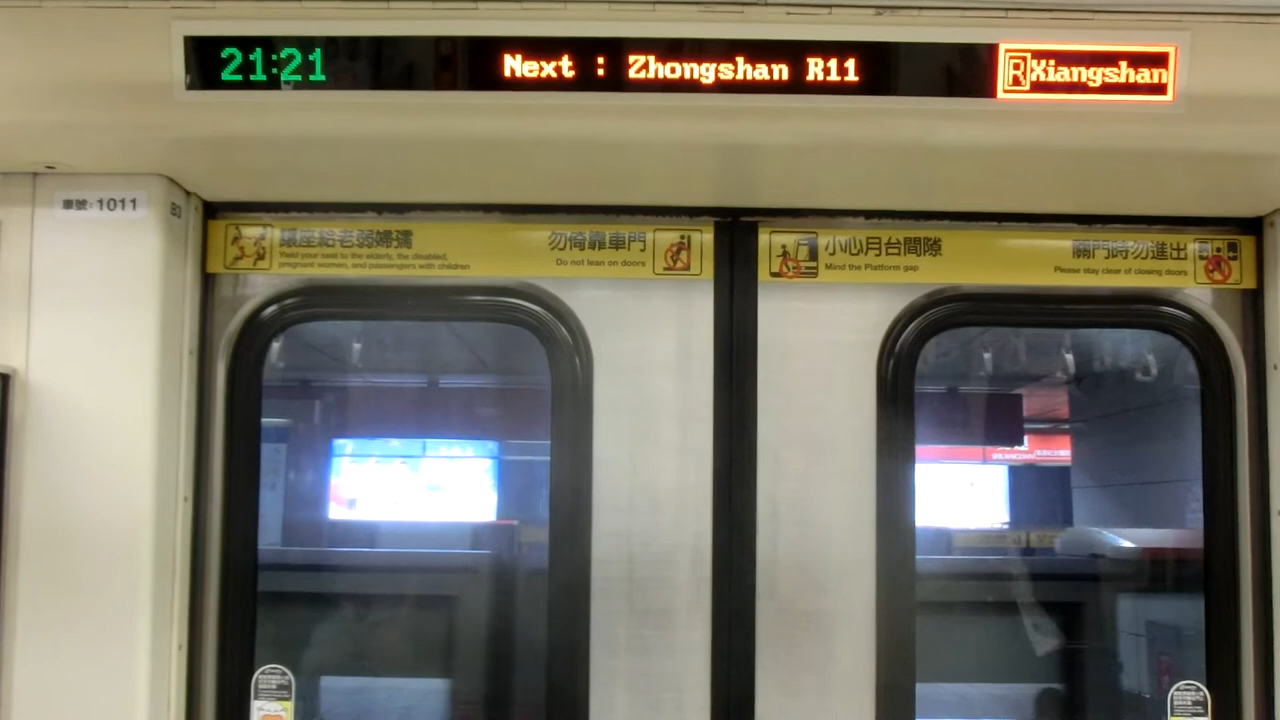 21:21
Next : Zhongshan R11
R Xiangshan
車號:1011
B3
讓座給老弱婦孺
Yield your seat to the elderly, the disabled,
pregnant women, and passengers with children
勿倚靠車門
Do not lean on doors
小心月台間隙
Mind the Platform gap
關門時勿進出
Please stay clear of closing doors